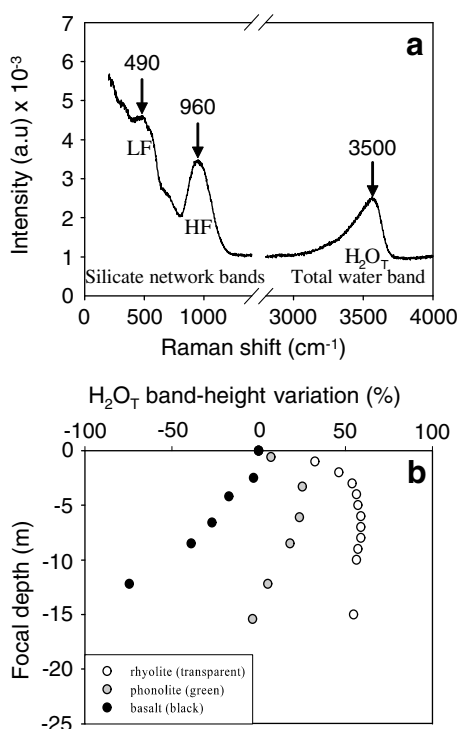 a
Intensity (a.u) x 10-3
7
6
5
4
3
2
1
0
490
960
3500
LF
HF
H2OT
Silicate network bands
Total water band
0 500 1000 3000 3500 4000
Raman shift (cm-1)
H2OT band-height variation (%)
-100 -50 0 50 100
b
Focal depth (m)
0
-5
-10
-15
-20
-25
rhyolite (transparent)
phonolite (green)
basalt (black)